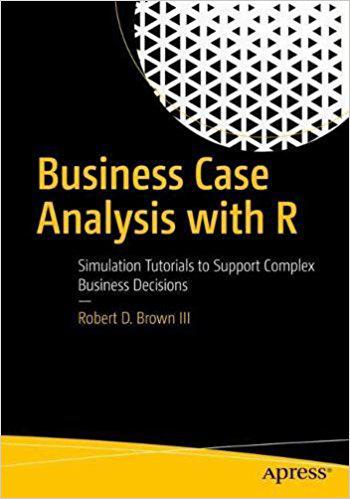 Business Case
Analysis with R
Simulation Tutorials to Support Complex
Business Decisions
—
Robert D. Brown III
Apress®